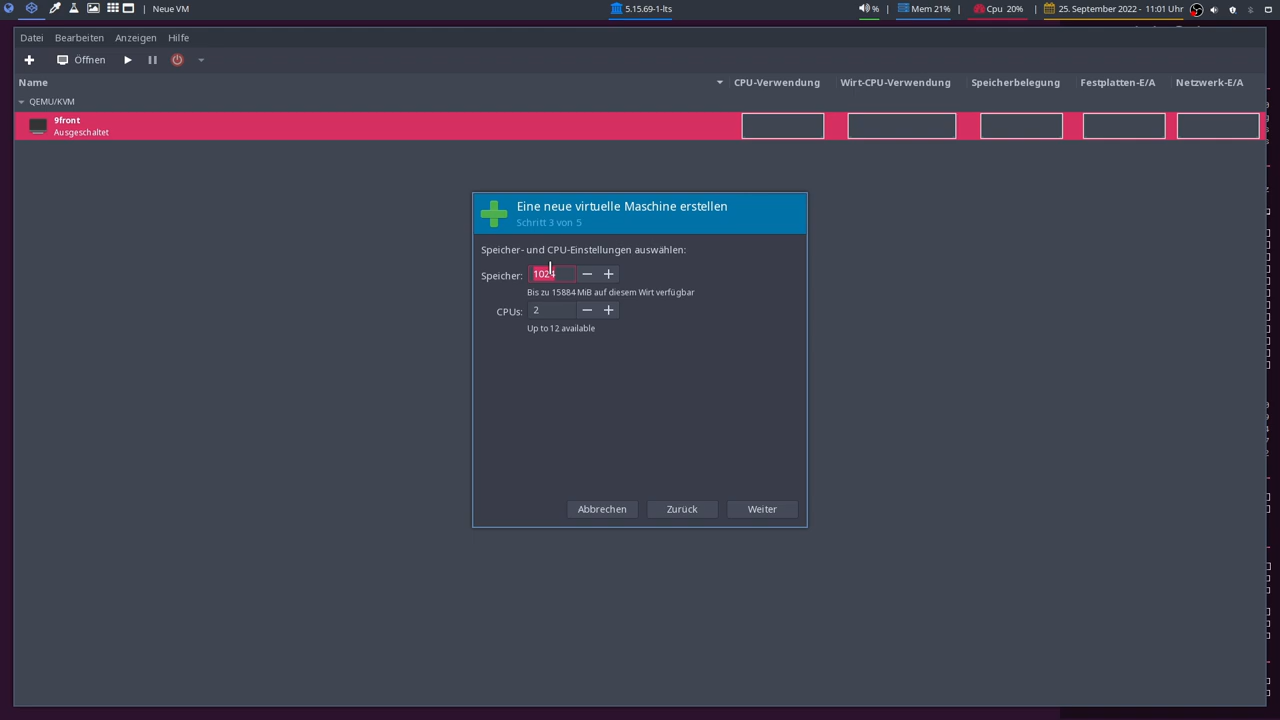 Neue VM
5.15.69-1-lts
%
Mem 21%
Cpu 20%
25. September 2022 - 11:01 Uhr
Datei Bearbeiten Anzeigen Hilfe
Öffnen
Name CPU-Verwendung Wirt-CPU-Verwendung Speicherbelegung Festplatten-E/A Netzwerk-E/A
QEMU/KVM
9front
Ausgeschaltet
Eine neue virtuelle Maschine erstellen
Schritt 3 von 5
Speicher- und CPU-Einstellungen auswählen:
Speicher: 1024
Bis zu 15884 MiB auf diesem Wirt verfügbar
CPUs: 2
Up to 12 available
Abbrechen Zurück Weiter